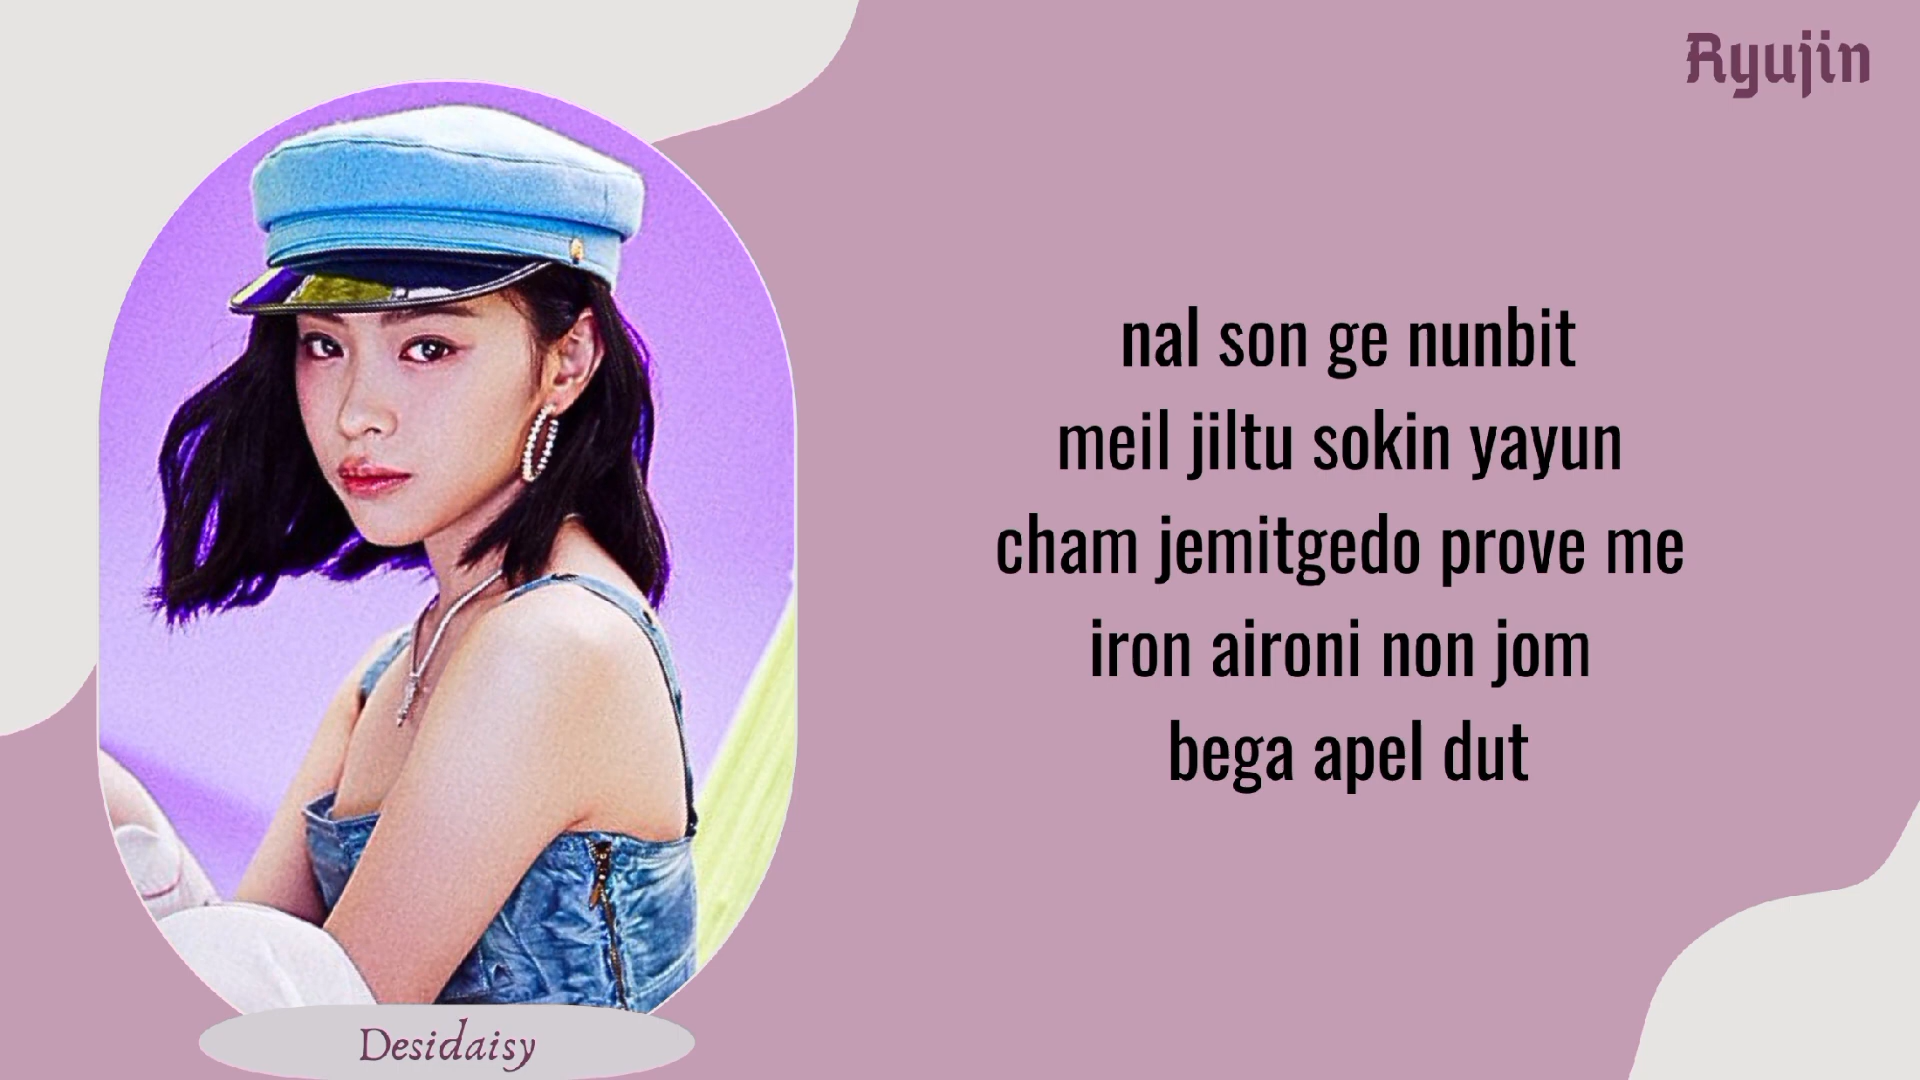 Ryujin
nal son ge nunbit
meil jiltu sokin yayun
cham jemitgedo prove me
iron aironi non jom
bega apel dut
Desidaisy